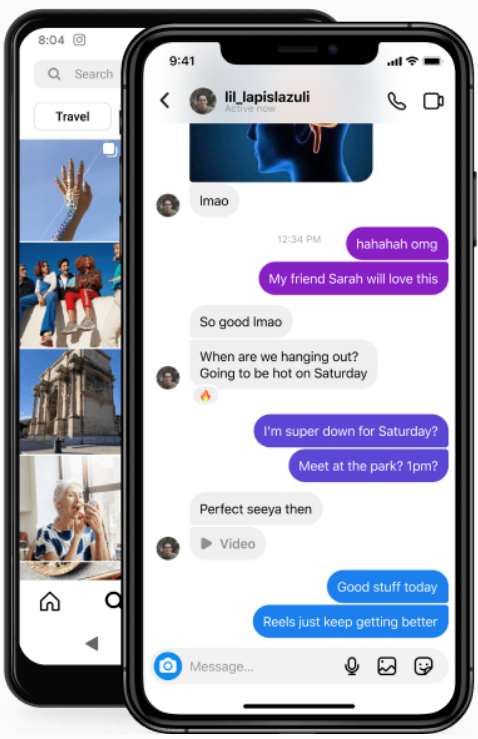 8:04
Search
Travel
9:41
lil_lapislazuli
Active now
lmao
12:34 PM
hahahah omg
My friend Sarah will love this
So good lmao
When are we hanging out?
Going to be hot on Saturday
I'm super down for Saturday?
Meet at the park? 1pm?
Perfect seeya then
Video
Good stuff today
Reels just keep getting better
Message...